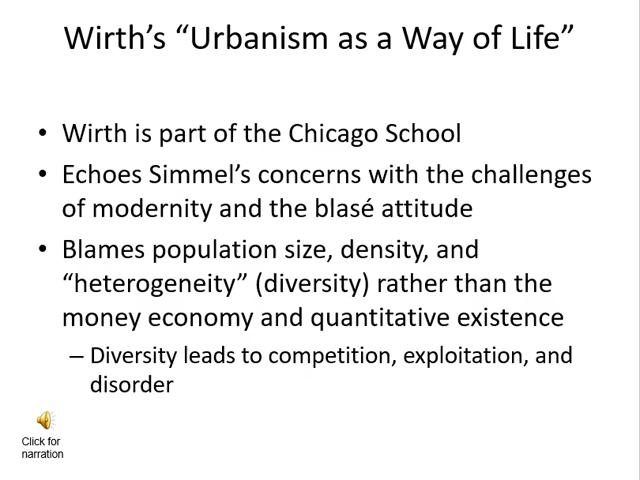 Wirth’s “Urbanism as a Way of Life”
• Wirth is part of the Chicago School
• Echoes Simmel’s concerns with the challenges
of modernity and the blasé attitude
• Blames population size, density, and
“heterogeneity” (diversity) rather than the
money economy and quantitative existence
– Diversity leads to competition, exploitation, and
disorder
Click for
narration